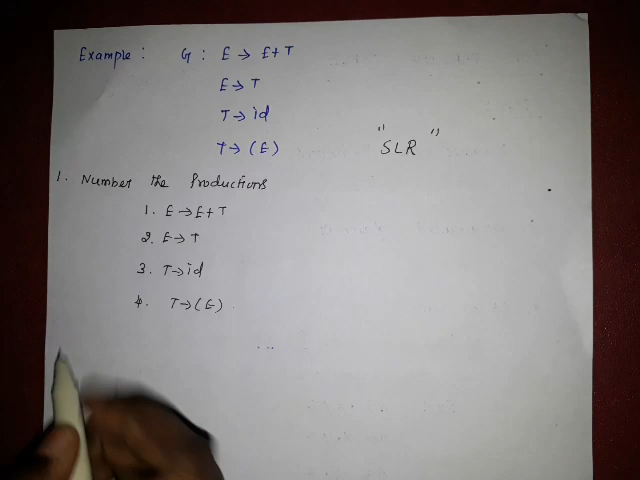 Example : G : E → E+T
E → T
T → id
T → (E) "SLR"
1. Number the Productions
1. E → E+T
2. E → T
3. T → id
4. T → (E)